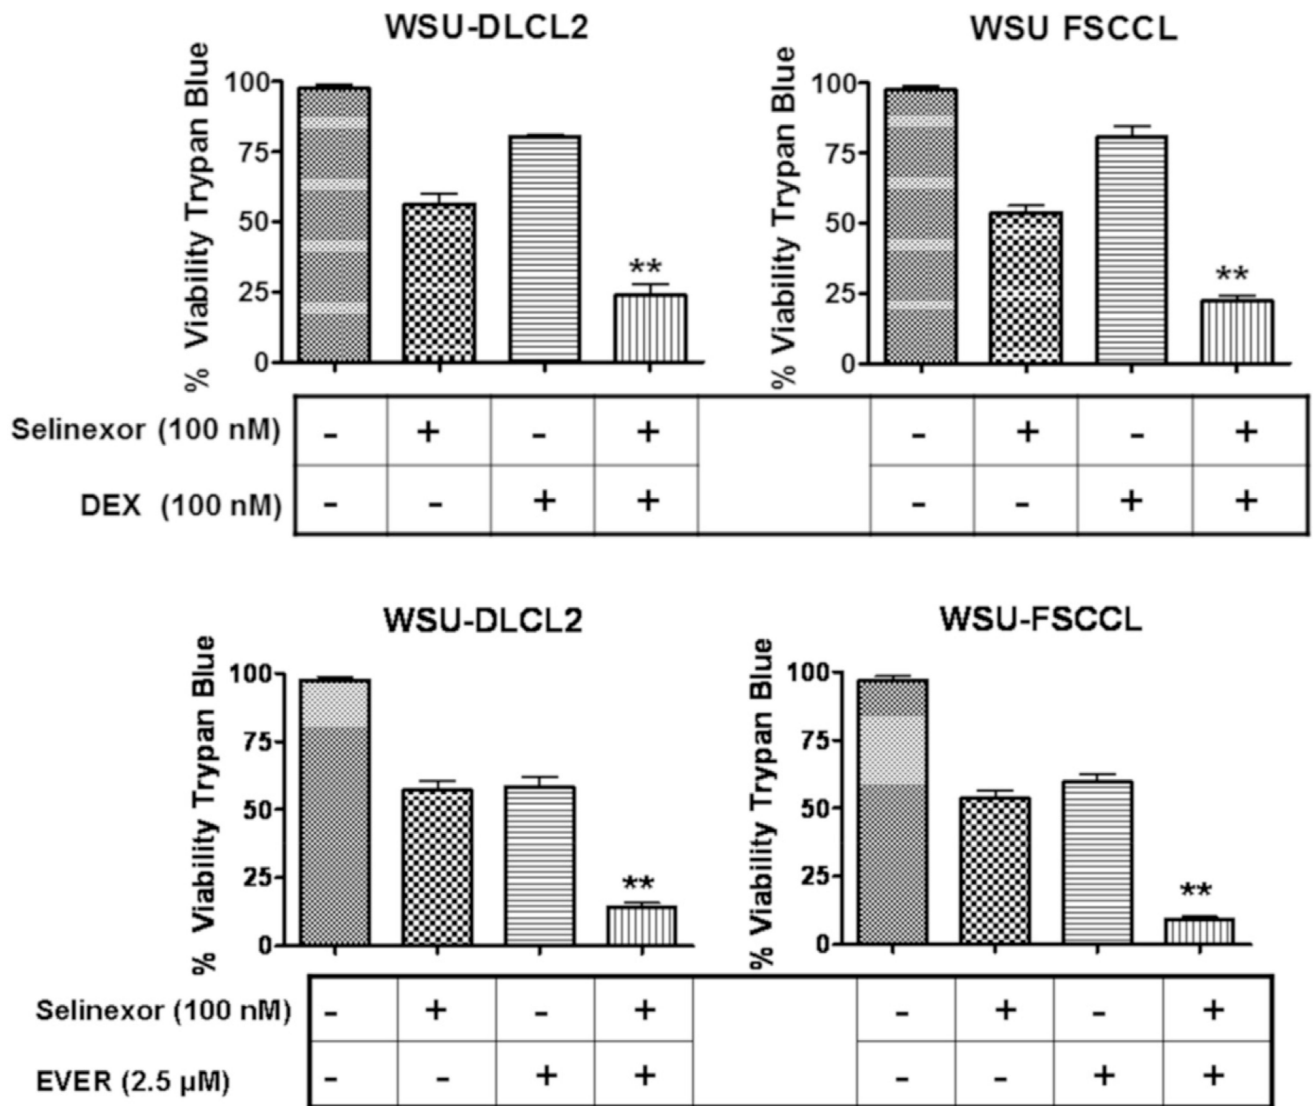 WSU-DLCL2
WSU FSCCL
% Viability Trypan Blue
100
75
50
25
0
**
% Viability Trypan Blue
100
75
50
25
0
**
Selinexor (100 nM) - + - + - + - +
DEX (100 nM) - - + + - - + +
WSU-DLCL2
WSU-FSCCL
% Viability Trypan Blue
100
75
50
25
0
**
% Viability Trypan Blue
100
75
50
25
0
**
Selinexor (100 nM) - + - + - + - +
EVER (2.5 μM) - - + + - - + +